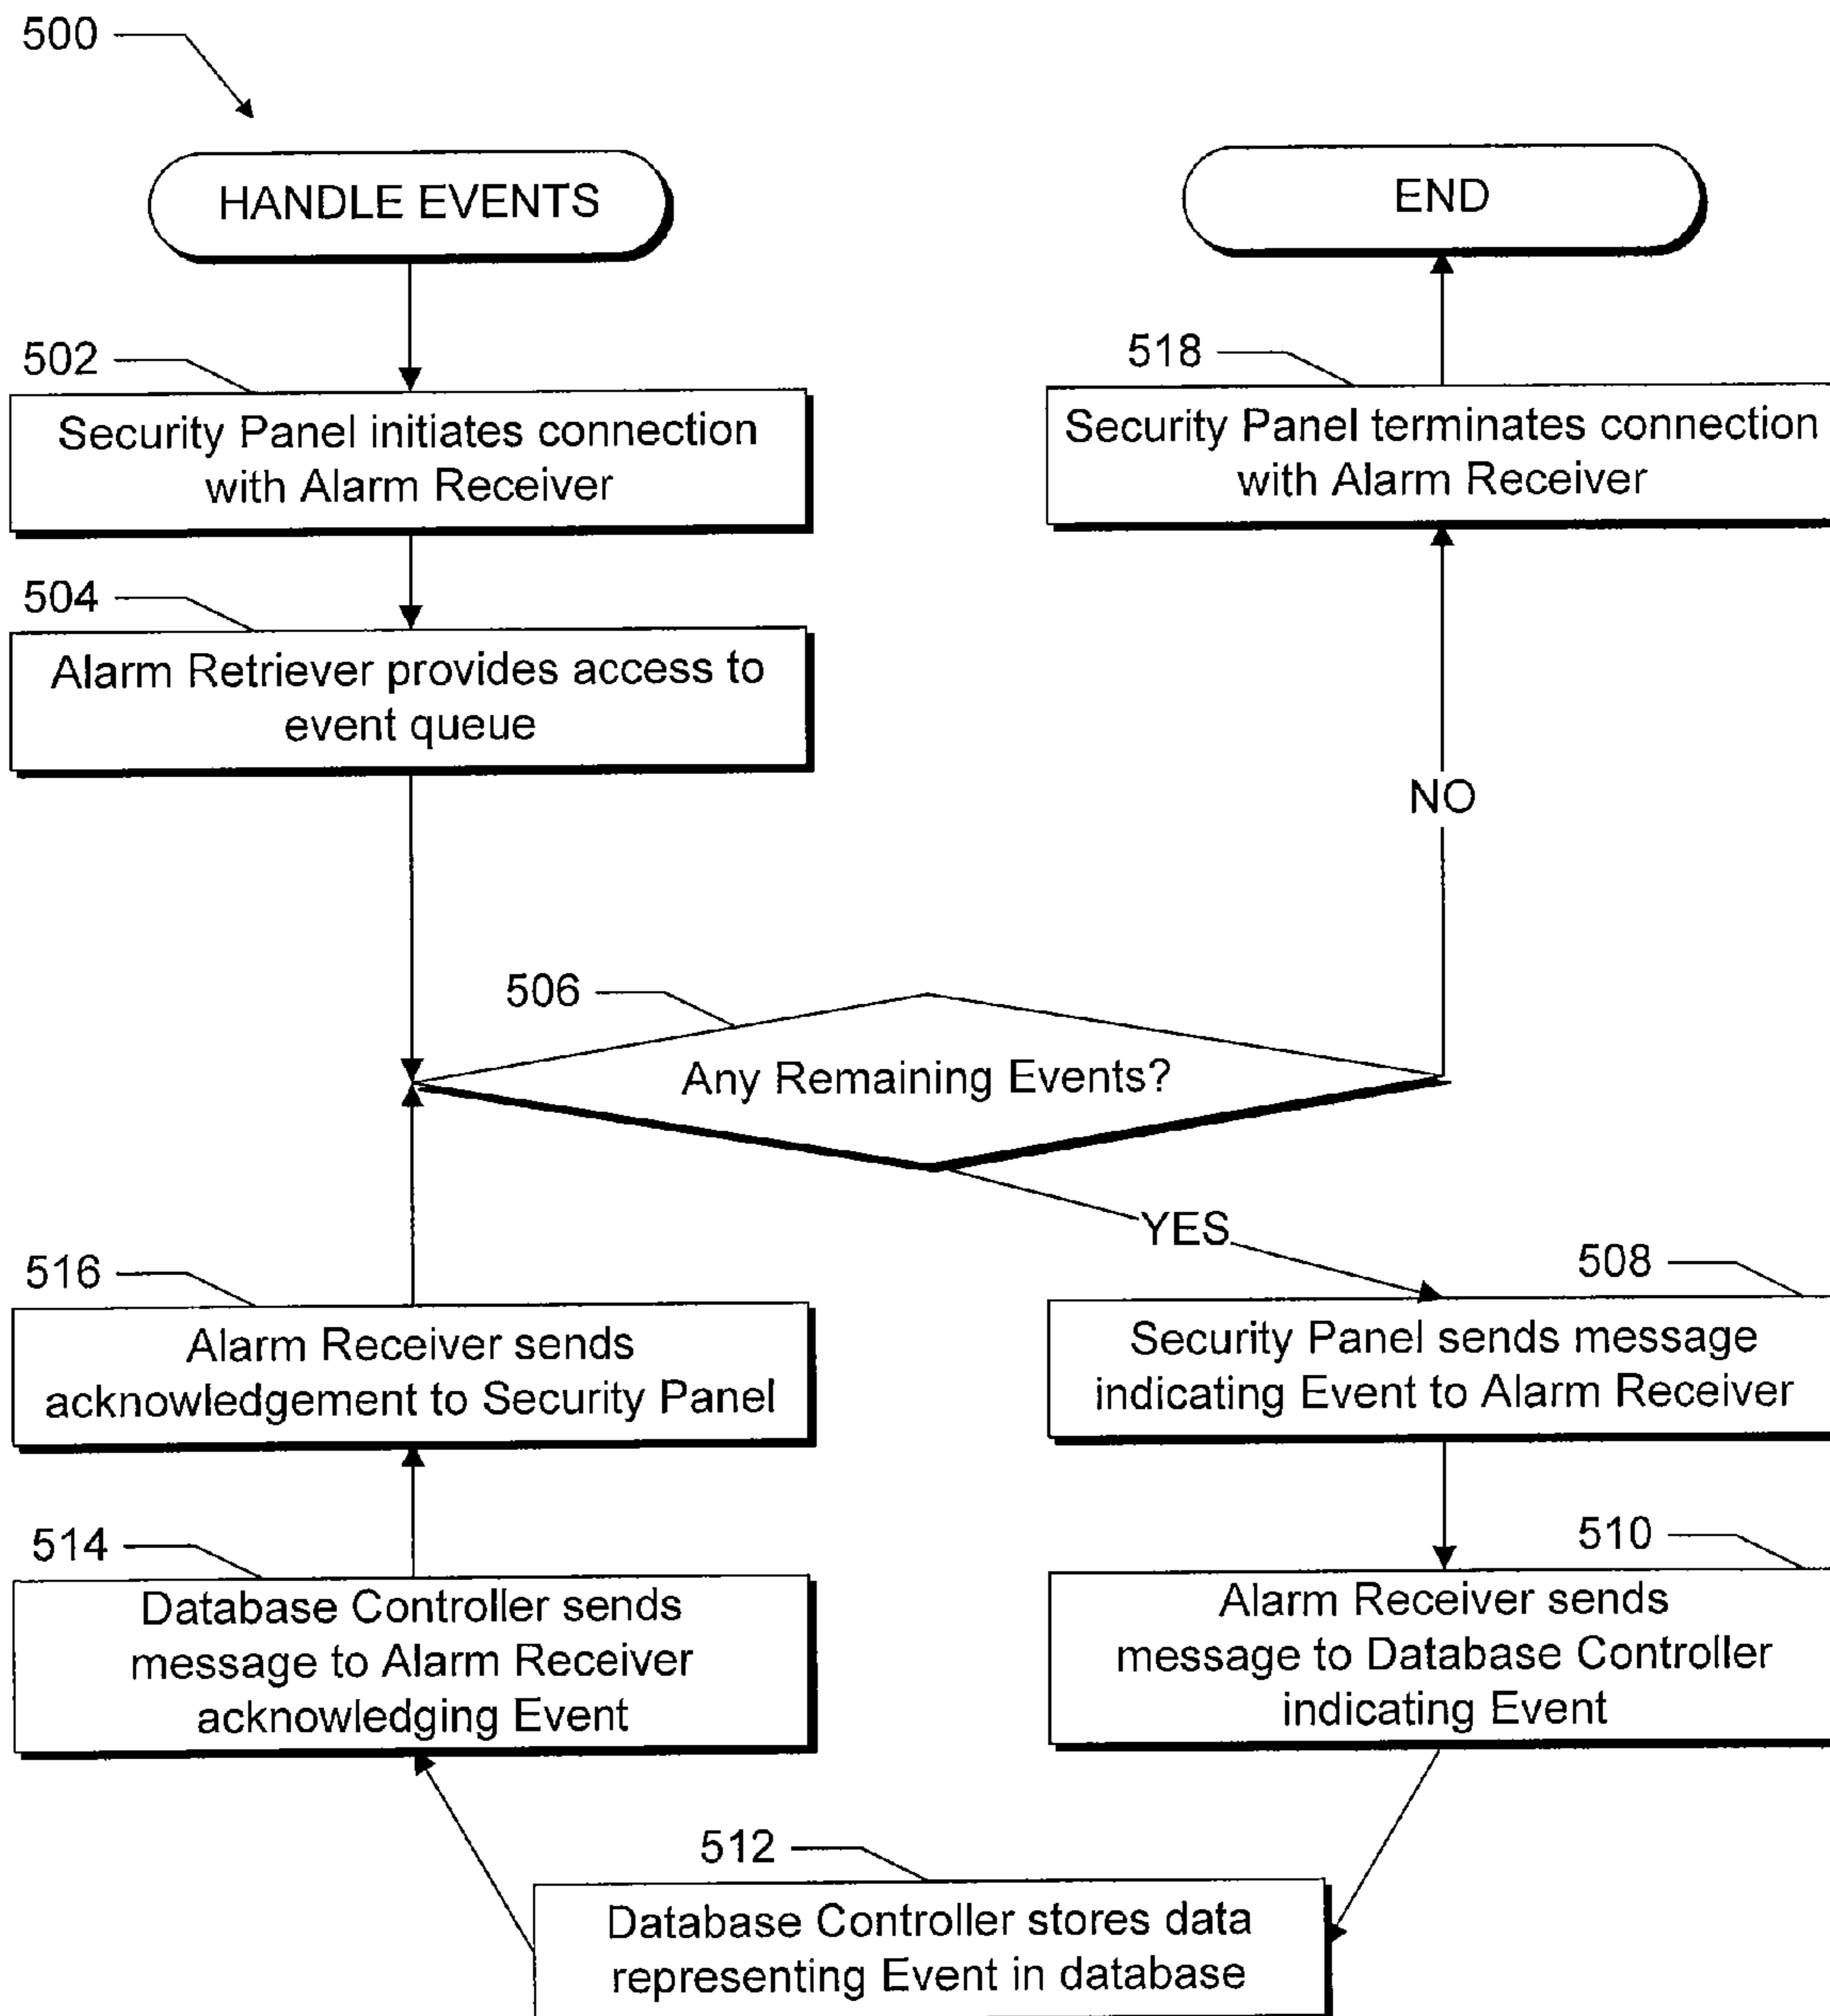 500
HANDLE EVENTS
END
502
Security Panel initiates connection
with Alarm Receiver
518
Security Panel terminates connection
with Alarm Receiver
504
Alarm Retriever provides access to
event queue
NO
506
Any Remaining Events?
YES
516
Alarm Receiver sends
acknowledgement to Security Panel
508
Security Panel sends message
indicating Event to Alarm Receiver
514
Database Controller sends
message to Alarm Receiver
acknowledging Event
510
Alarm Receiver sends
message to Database Controller
indicating Event
512
Database Controller stores data
representing Event in database